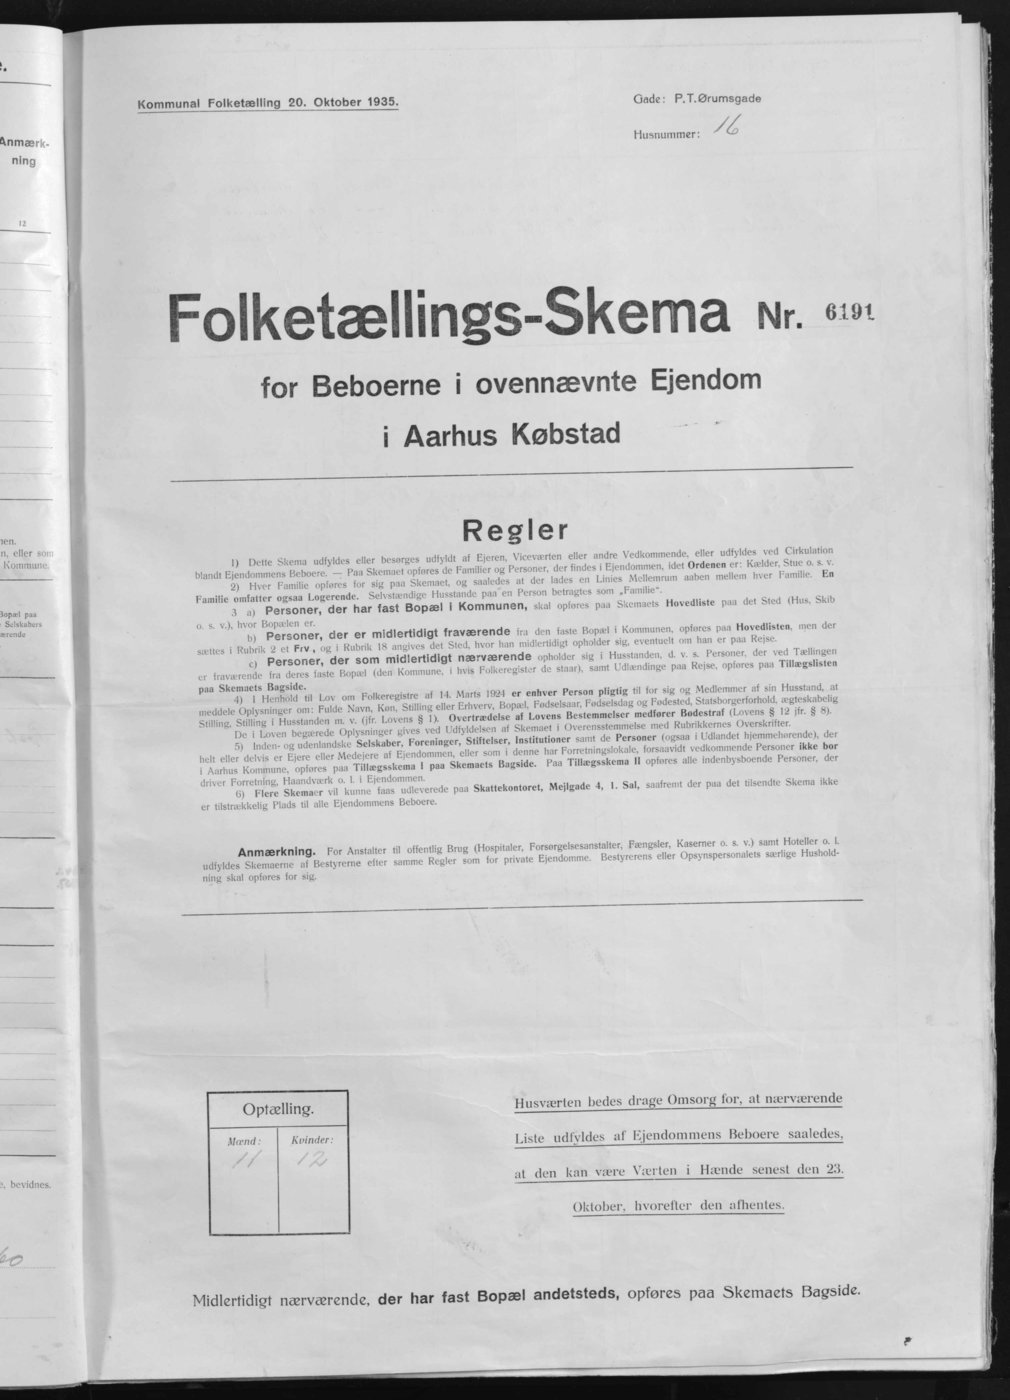 e.
Anmærk-
ning
12
nen.
n, eller som
Kommune.
Bopæl paa
Selskabers
ærende
e, bevidnes.
60
Kommunal Folketælling 20. Oktober 1935.
Gade: P.T.Ørumsgade
Husnummer: 16
Folketællings-Skema Nr. 6191
for Beboerne i ovennævnte Ejendom
i Aarhus Købstad
Regler
1) Dette Skema udfyldes eller besørges udfyldt af Ejeren, Viceværten eller andre Vedkommende, eller udfyldes ved Cirkulation
blandt Ejendommens Beboere. — Paa Skemaet opføres de Familier og Personer, der findes i Ejendommen, idet Ordenen er: Kælder, Stue o. s. v.
2) Hver Familie opføres for sig paa Skemaet, og saaledes at der lades en Linies Mellemrum aaben mellem hver Familie. En
Familie omfatter ogsaa Logerende. Selvstændige Husstande paa en Person betragtes som „Familie“.
3 a) Personer, der har fast Bopæl i Kommunen, skal opføres paa Skemaets Hovedliste paa det Sted (Hus, Skib
o. s. v.), hvor Bopælen er.
b) Personer, der er midlertidigt fraværende fra den faste Bopæl i Kommunen, opføres paa Hovedlisten, men der
sættes i Rubrik 2 et Frv., og i Rubrik 18 angives det Sted, hvor han midlertidigt opholder sig, eventuelt om han er paa Rejse.
c) Personer, der som midlertidigt nærværende opholder sig i Husstanden, d. v. s. Personer, der ved Tællingen
er fraværende fra deres faste Bopæl (den Kommune, i hvis Folkeregister de staar), samt Udlændinge paa Rejse, opføres paa Tillægslisten
paa Skemaets Bagside.
4) I Henhold til Lov om Folkeregistre af 14. Marts 1924 er enhver Person pligtig til for sig og Medlemmer af sin Husstand, at
meddele Oplysninger om: Fulde Navn, Køn, Stilling eller Erhverv, Bopæl, Fødselsaar, Fødselsdag og Fødested, Statsborgerforhold, ægteskabelig
Stilling, Stilling i Husstanden m. v. (jfr. Lovens § 1). Overtrædelse af Lovens Bestemmelser medfører Bødestraf (Lovens § 12 jfr. § 8).
De i Loven begærede Oplysninger gives ved Udfyldelsen af Skemaet i Overensstemmelse med Rubrikkernes Overskrifter.
5) Inden- og udenlandske Selskaber, Foreninger, Stiftelser, Institutioner samt de Personer (ogsaa i Udlandet hjemmehørende), der
helt eller delvis er Ejere eller Medejere af Ejendommen, eller som i denne har Forretningslokale, forsaavidt vedkommende Personer ikke bor
i Aarhus Kommune, opføres paa Tillægsskema I paa Skemaets Bagside. Paa Tillægsskema II opføres alle indenbysboende Personer, der
driver Forretning, Haandværk o. l. i Ejendommen.
6) Flere Skemaer vil kunne faas udleverede paa Skattekontoret, Mejlgade 4, 1. Sal, saafremt der paa det tilsendte Skema ikke
er tilstrækkelig Plads til alle Ejendommens Beboere.
Anmærkning. For Anstalter til offentlig Brug (Hospitaler, Forsørgelsesanstalter, Fængsler, Kaserner o. s. v.) samt Hoteller o. l.
udfyldes Skemaerne af Bestyrerne efter samme Regler som for private Ejendomme. Bestyrerens eller Opsynspersonalets særlige Hushold-
ning skal opføres for sig.
Optælling.
Mænd: Kvinder:
11 12
Husværten bedes drage Omsorg for, at nærværende
Liste udfyldes af Ejendommens Beboere saaledes,
at den kan være Værten i Hænde senest den 23.
Oktober, hvorefter den afhentes.
Midlertidigt nærværende, der har fast Bopæl andetsteds, opføres paa Skemaets Bagside.